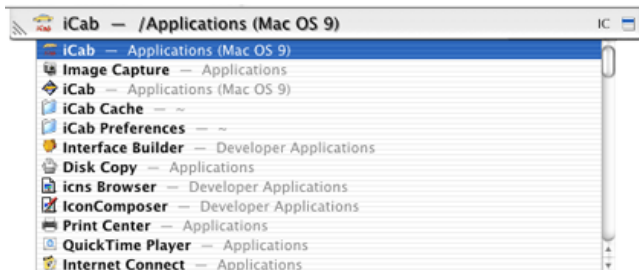 iCab — /Applications (Mac OS 9) IC
iCab — Applications (Mac OS 9)
Image Capture — Applications
iCab — Applications (Mac OS 9)
iCab Cache — ~
iCab Preferences — ~
Interface Builder — Developer Applications
Disk Copy — Applications
icns Browser — Developer Applications
IconComposer — Developer Applications
Print Center — Applications
QuickTime Player — Applications
Internet Connect — Applications